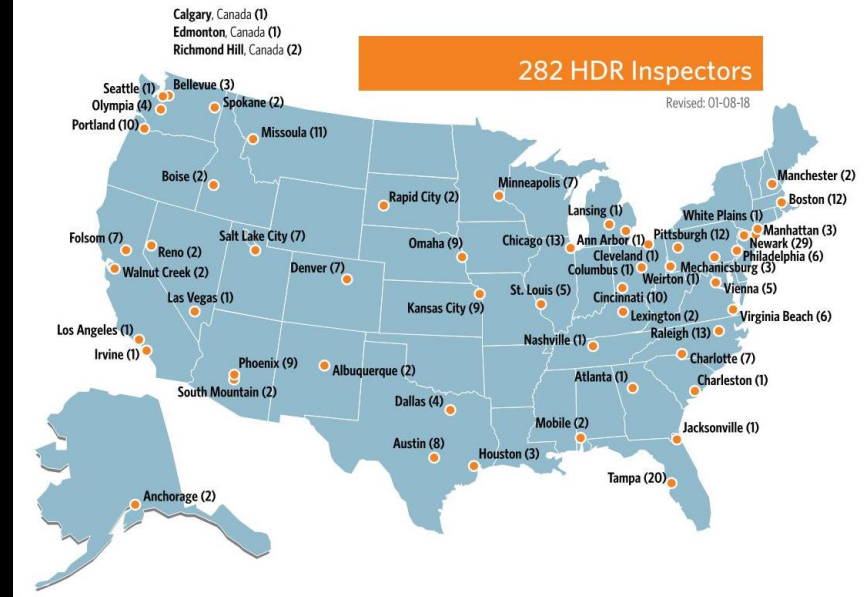 Calgary, Canada (1)
Edmonton, Canada (1)
Richmond Hill, Canada (2)
282 HDR Inspectors
Revised: 01-08-18
Seattle (1)
Bellevue (3)
Olympia (4)
Spokane (2)
Portland (10)
Missoula (11)
Boise (2)
Rapid City (2)
Minneapolis (7)
Manchester (2)
Boston (12)
Lansing (1)
White Plains (1)
Manhattan (3)
Folsom (7)
Reno (2)
Salt Lake City (7)
Omaha (9)
Chicago (13)
Ann Arbor (1)
Pittsburgh (12)
Newark (29)
Cleveland (1)
Philadelphia (6)
Walnut Creek (2)
Denver (7)
Columbus (1)
Mechanicsburg (3)
Weirton (1)
Vienna (5)
Las Vegas (1)
Kansas City (9)
St. Louis (5)
Cincinnati (10)
Lexington (2)
Virginia Beach (6)
Los Angeles (1)
Raleigh (13)
Irvine (1)
Nashville (1)
Charlotte (7)
Phoenix (9)
Albuquerque (2)
Atlanta (1)
Charleston (1)
South Mountain (2)
Dallas (4)
Mobile (2)
Jacksonville (1)
Austin (8)
Houston (3)
Tampa (20)
Anchorage (2)